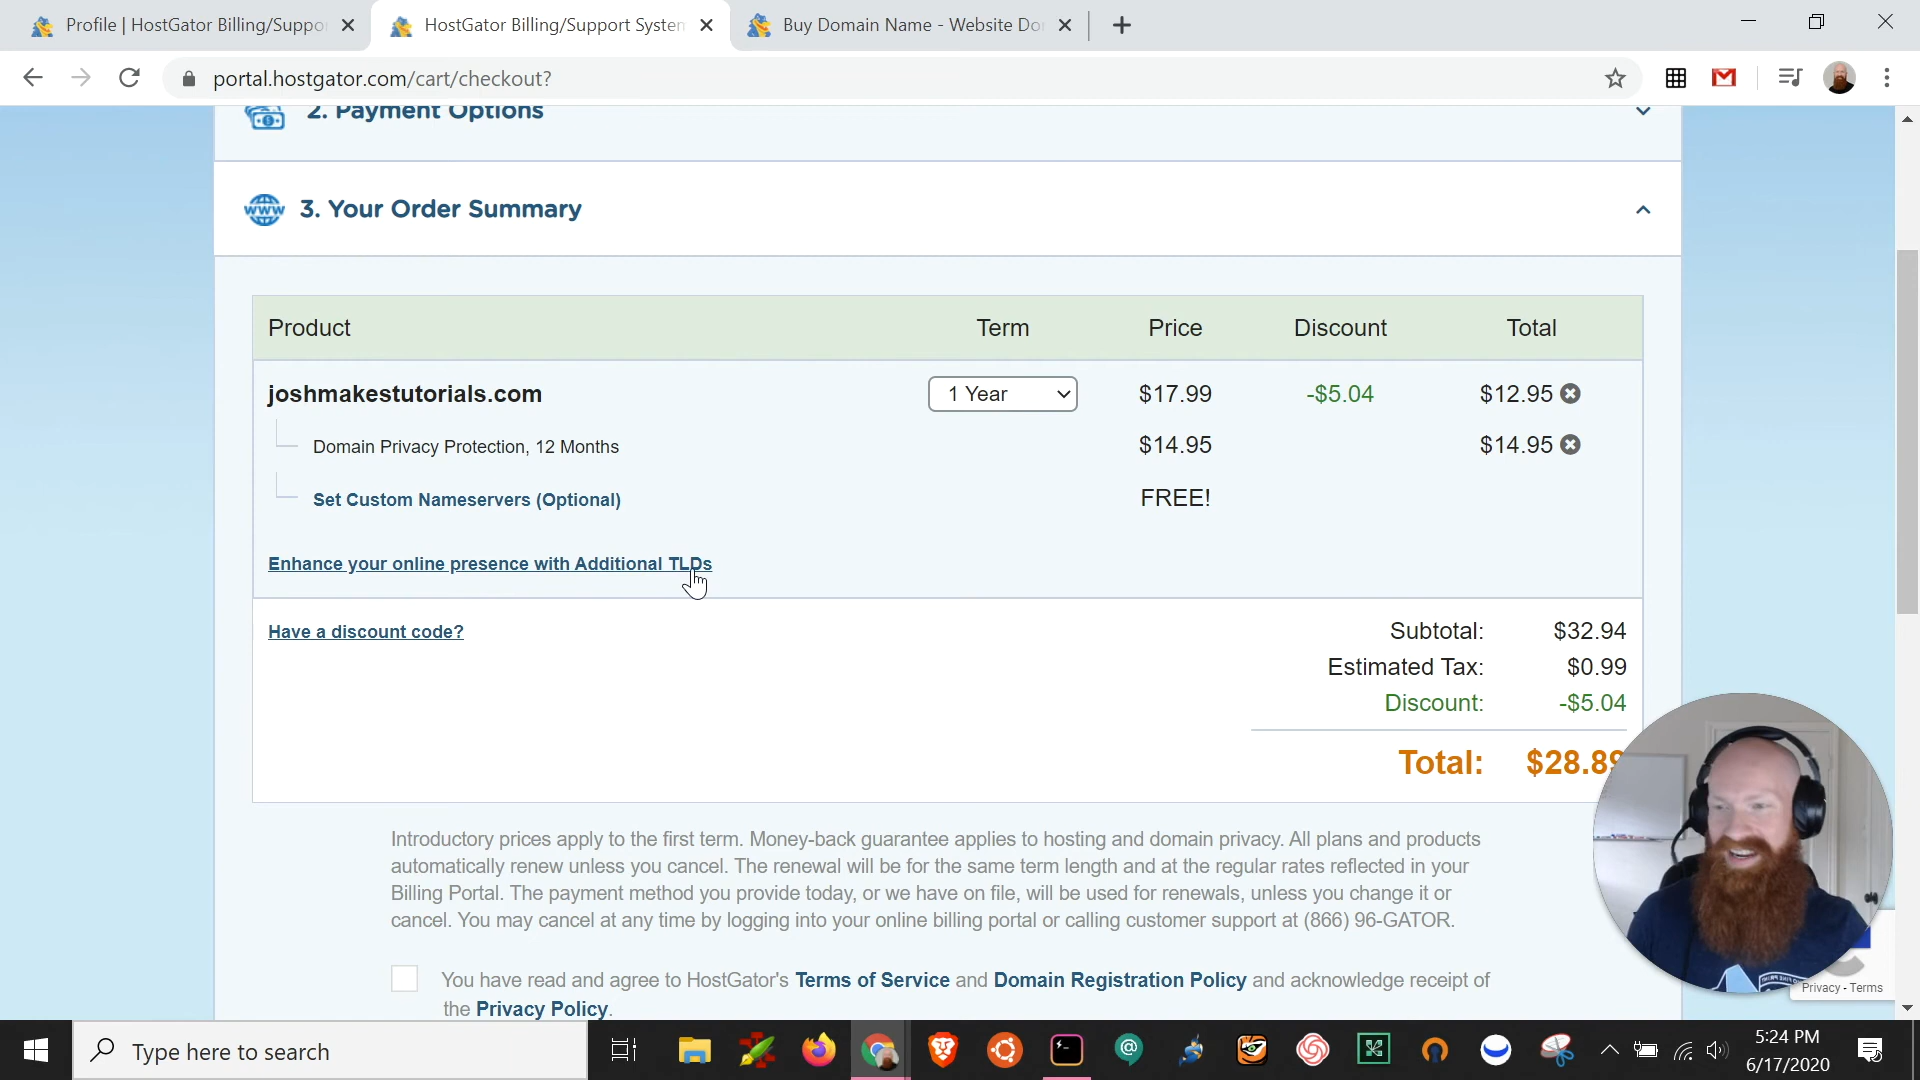 Profile | HostGator Billing/Suppo
HostGator Billing/Support System
Buy Domain Name - Website Do
portal.hostgator.com/cart/checkout?
2. Payment Options
www
3. Your Order Summary
Product Term Price Discount Total
joshmakestutorials.com 1 Year $17.99 -$5.04 $12.95
Domain Privacy Protection, 12 Months $14.95 $14.95
Set Custom Nameservers (Optional) FREE!
Enhance your online presence with Additional TLDs
Have a discount code?
Subtotal: $32.94
Estimated Tax: $0.99
Discount: -$5.04
Total: $28.89
Introductory prices apply to the first term. Money-back guarantee applies to hosting and domain privacy. All plans and products
automatically renew unless you cancel. The renewal will be for the same term length and at the regular rates reflected in your
Billing Portal. The payment method you provide today, or we have on file, will be used for renewals, unless you change it or
cancel. You may cancel at any time by logging into your online billing portal or calling customer support at (866) 96-GATOR.
You have read and agree to HostGator's Terms of Service and Domain Registration Policy and acknowledge receipt of
the Privacy Policy.
Privacy - Terms
Type here to search
5:24 PM
6/17/2020